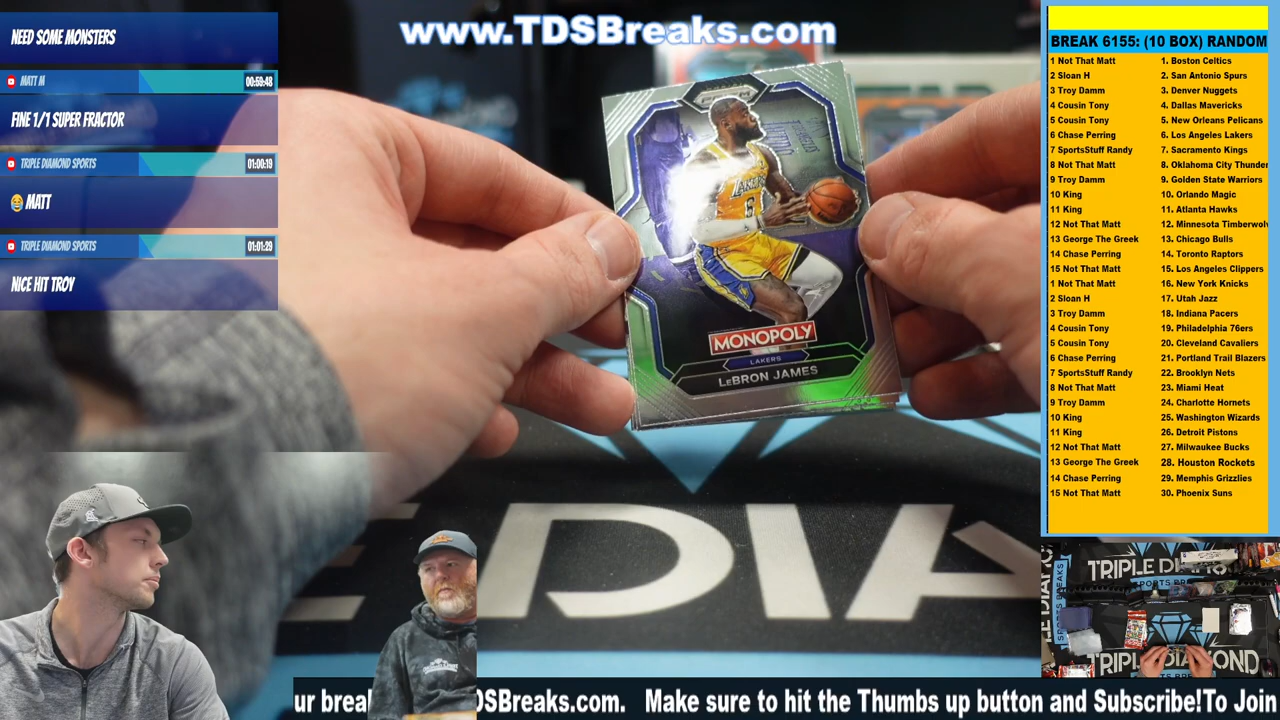 www.TDSBreaks.com
NEED SOME MONSTERS
MATT M 00:59:48
FINE 1/1 SUPER FRACTOR
TRIPLE DIAMOND SPORTS 01:00:19
😂 MATT
TRIPLE DIAMOND SPORTS 01:01:29
NICE HIT TROY
PRIZM
LAKERS
6
MONOPOLY
LAKERS
LeBRON JAMES
BREAK 6155: (10 BOX) RANDOM
1 Not That Matt 1. Boston Celtics
2 Sloan H 2. San Antonio Spurs
3 Troy Damm 3. Denver Nuggets
4 Cousin Tony 4. Dallas Mavericks
5 Cousin Tony 5. New Orleans Pelicans
6 Chase Perring 6. Los Angeles Lakers
7 SportsStuff Randy 7. Sacramento Kings
8 Not That Matt 8. Oklahoma City Thunder
9 Troy Damm 9. Golden State Warriors
10 King 10. Orlando Magic
11 King 11. Atlanta Hawks
12 Not That Matt 12. Minnesota Timberwolv
13 George The Greek 13. Chicago Bulls
14 Chase Perring 14. Toronto Raptors
15 Not That Matt 15. Los Angeles Clippers
1 Not That Matt 16. New York Knicks
2 Sloan H 17. Utah Jazz
3 Troy Damm 18. Indiana Pacers
4 Cousin Tony 19. Philadelphia 76ers
5 Cousin Tony 20. Cleveland Cavaliers
6 Chase Perring 21. Portland Trail Blazers
7 SportsStuff Randy 22. Brooklyn Nets
8 Not That Matt 23. Miami Heat
9 Troy Damm 24. Charlotte Hornets
10 King 25. Washington Wizards
11 King 26. Detroit Pistons
12 Not That Matt 27. Milwaukee Bucks
13 George The Greek 28. Houston Rockets
14 Chase Perring 29. Memphis Grizzlies
15 Not That Matt 30. Phoenix Suns
E DIA
TRIPLE DIAM
SPORTS BRE
TRIPLE DIAMOND
ur brea DSBreaks.com. Make sure to hit the Thumbs up button and Subscribe!To Join